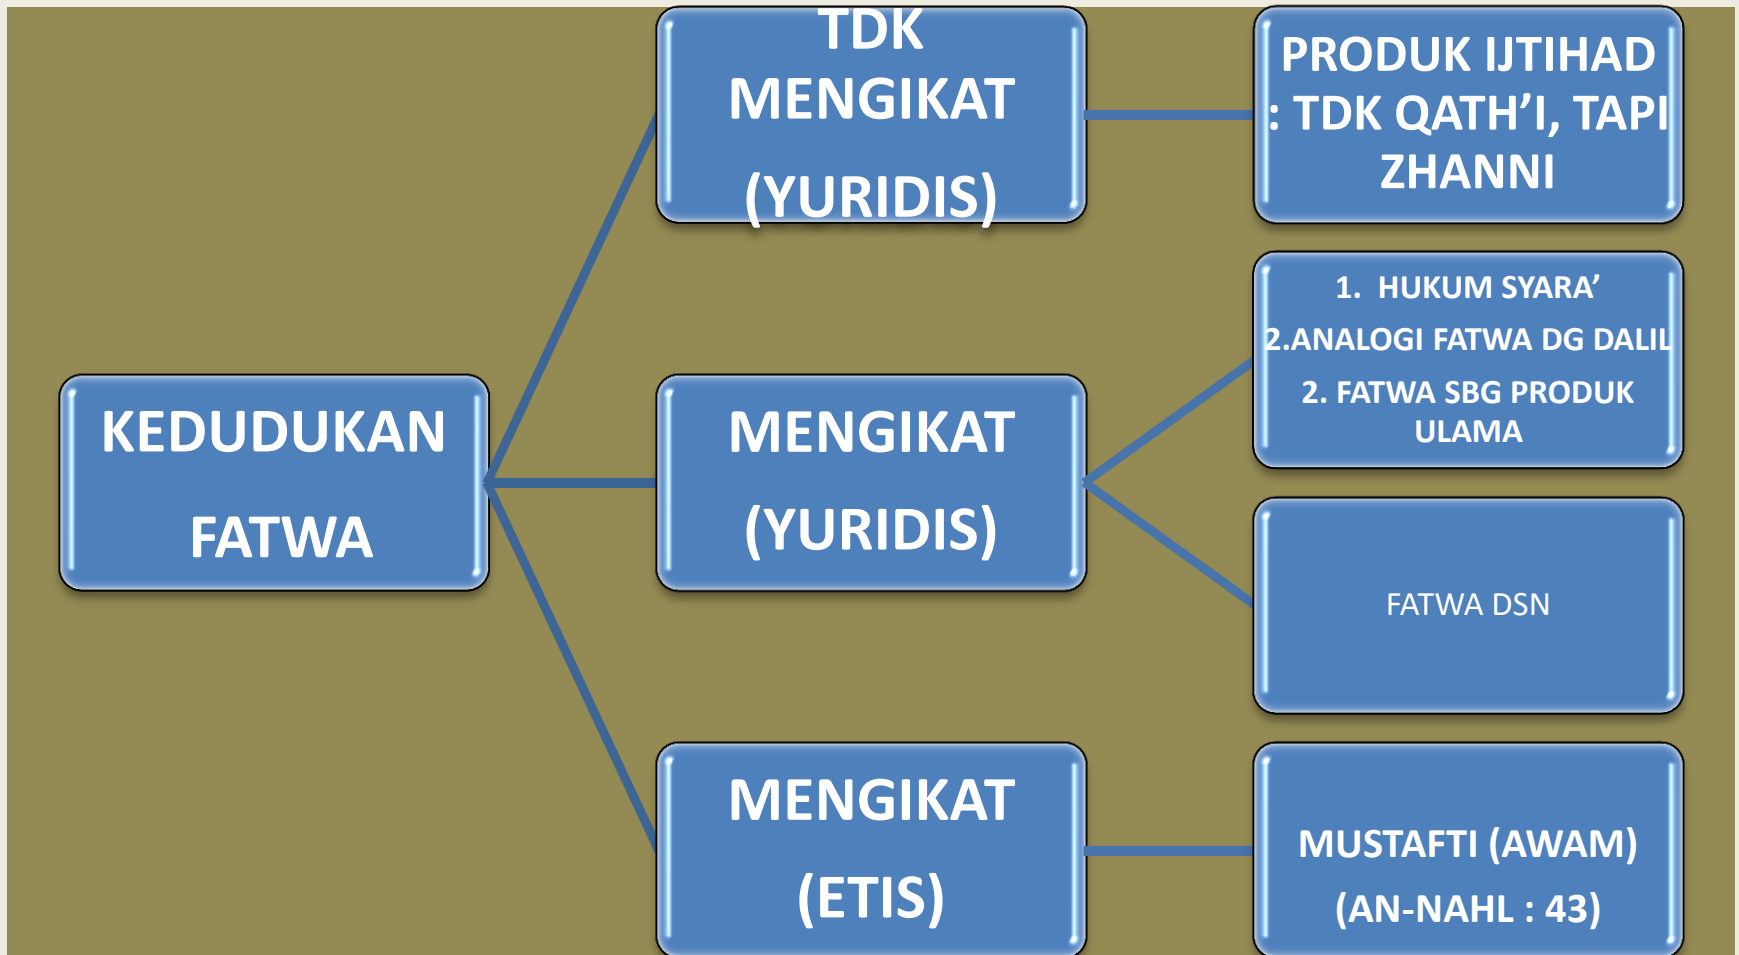 KEDUDUKAN
FATWA
TDK
MENGIKAT
(YURIDIS)
PRODUK IJTIHAD
: TDK QATH’I, TAPI
ZHANNI
MENGIKAT
(YURIDIS)
1. HUKUM SYARA’
2.ANALOGI FATWA DG DALIL
2. FATWA SBG PRODUK
ULAMA
FATWA DSN
MENGIKAT
(ETIS)
MUSTAFTI (AWAM)
(AN-NAHL : 43)